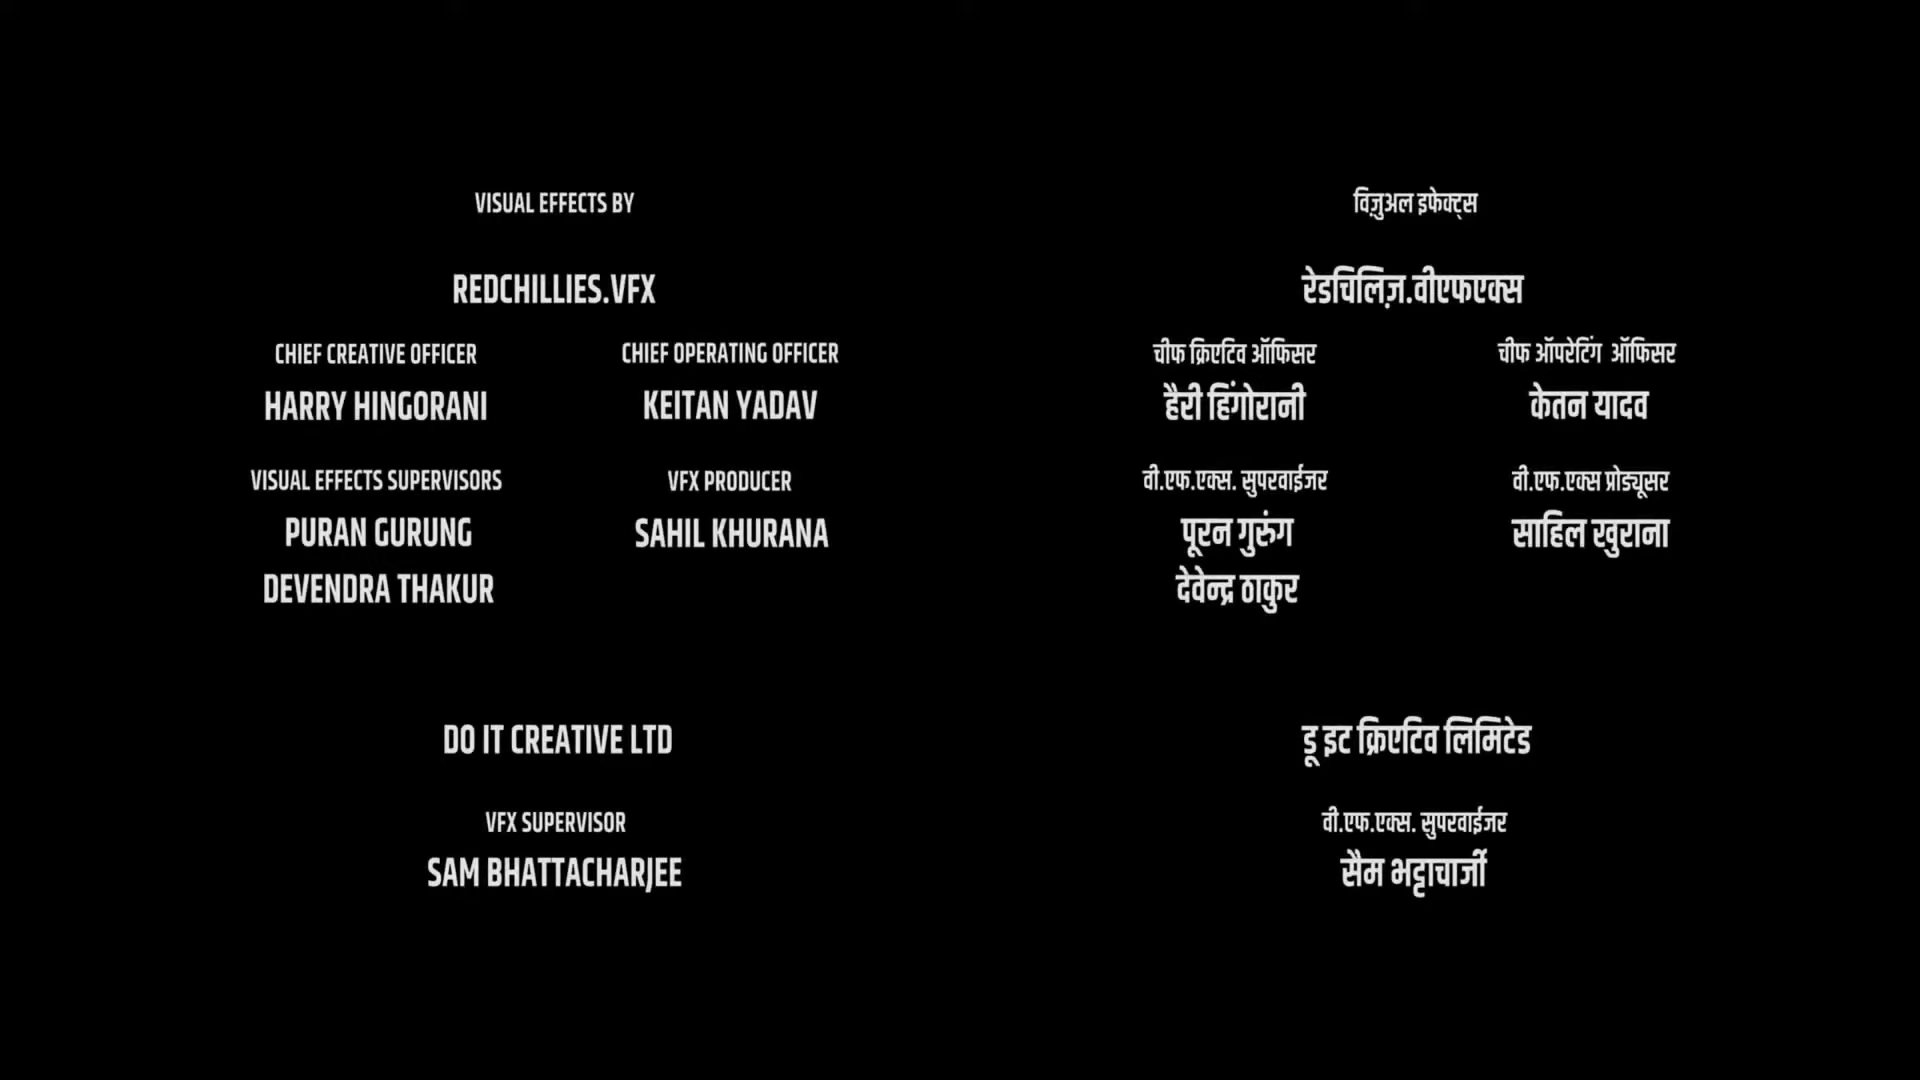 VISUAL EFFECTS BY
REDCHILLIES.VFX
CHIEF CREATIVE OFFICER
HARRY HINGORANI
CHIEF OPERATING OFFICER
KEITAN YADAV
VISUAL EFFECTS SUPERVISORS
PURAN GURUNG
DEVENDRA THAKUR
VFX PRODUCER
SAHIL KHURANA
DO IT CREATIVE LTD
VFX SUPERVISOR
SAM BHATTACHARJEE
विज़ुअल इफेक्ट्स
रेडचिलिज़.वीएफएक्स
चीफ क्रिएटिव ऑफिसर
हैरी हिंगोरानी
चीफ ऑपरेटिंग ऑफिसर
केतन यादव
वी.एफ.एक्स. सुपरवाईजर
पूरन गुरुंग
देवेन्द्र ठाकुर
वी.एफ.एक्स प्रोड्यूसर
साहिल खुराना
डू इट क्रिएटिव लिमिटेड
वी.एफ.एक्स. सुपरवाईजर
सैम भट्टाचार्जी